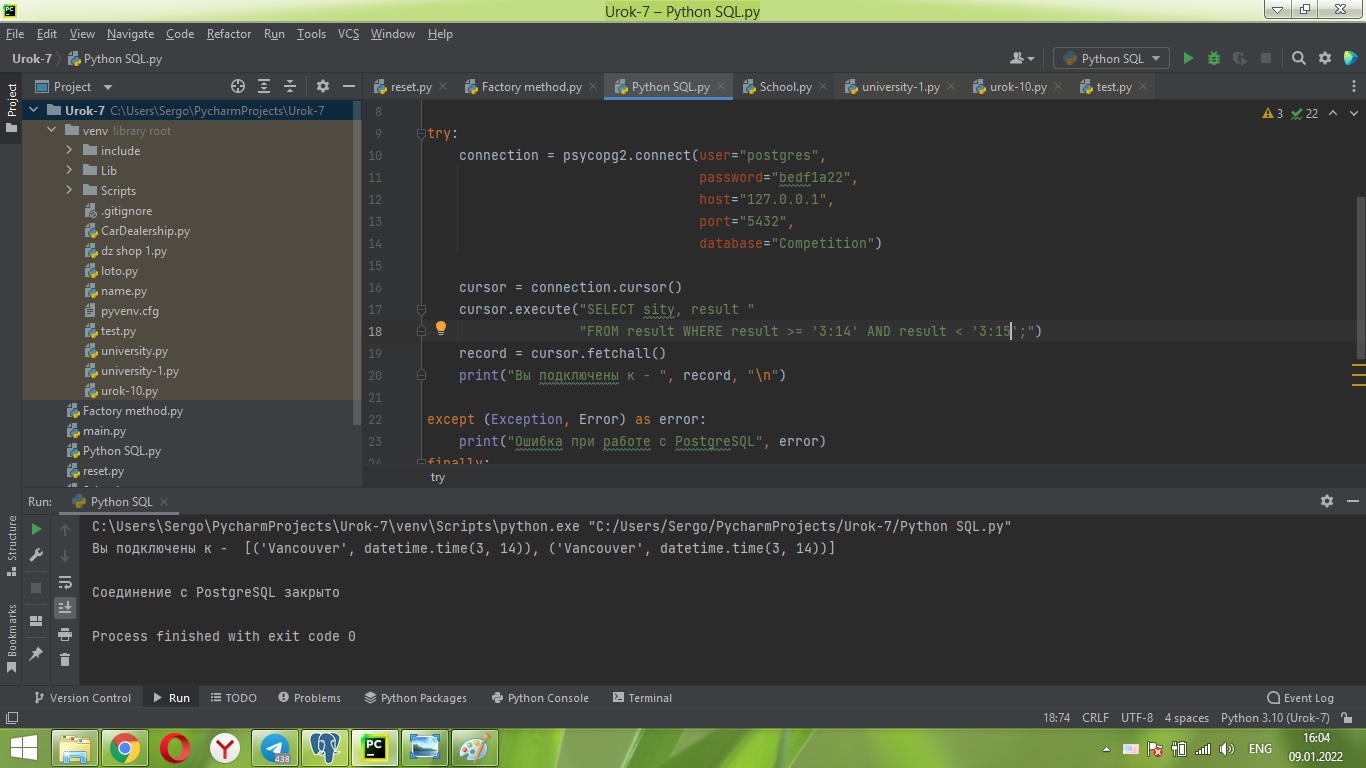 Urok-7 – Python SQL.py
File Edit View Navigate Code Refactor Run Tools VCS Window Help
Urok-7 Python SQL.py
Python SQL
Project
Project
reset.py Factory method.py Python SQL.py School.py university-1.py urok-10.py test.py
Urok-7 C:\Users\Sergo\PycharmProjects\Urok-7
venv library root
include
Lib
Scripts
.gitignore
CarDealership.py
dz shop 1.py
loto.py
name.py
pyvenv.cfg
test.py
university.py
university-1.py
urok-10.py
Factory method.py
main.py
Python SQL.py
reset.py
3 22
8
9 try:
10 connection = psycopg2.connect(user="postgres",
11 password="bedf1a22",
12 host="127.0.0.1",
13 port="5432",
14 database="Competition")
15
16 cursor = connection.cursor()
17 cursor.execute("SELECT sity, result "
18 "FROM result WHERE result >= '3:14' AND result < '3:15';")
19 record = cursor.fetchall()
20 print("Вы подключены к - ", record, "\n")
21
22 except (Exception, Error) as error:
23 print("Ошибка при работе с PostgreSQL", error)
24 finally:
try
Run: Python SQL
Structure
Bookmarks
C:\Users\Sergo\PycharmProjects\Urok-7\venv\Scripts\python.exe "C:/Users/Sergo/PycharmProjects/Urok-7/Python SQL.py"
Вы подключены к -  [('Vancouver', datetime.time(3, 14)), ('Vancouver', datetime.time(3, 14))]
Соединение с PostgreSQL закрыто
Process finished with exit code 0
Version Control Run TODO Problems Python Packages Python Console Terminal Event Log
18:74 CRLF UTF-8 4 spaces Python 3.10 (Urok-7)
438
PC
ENG
16:04
09.01.2022